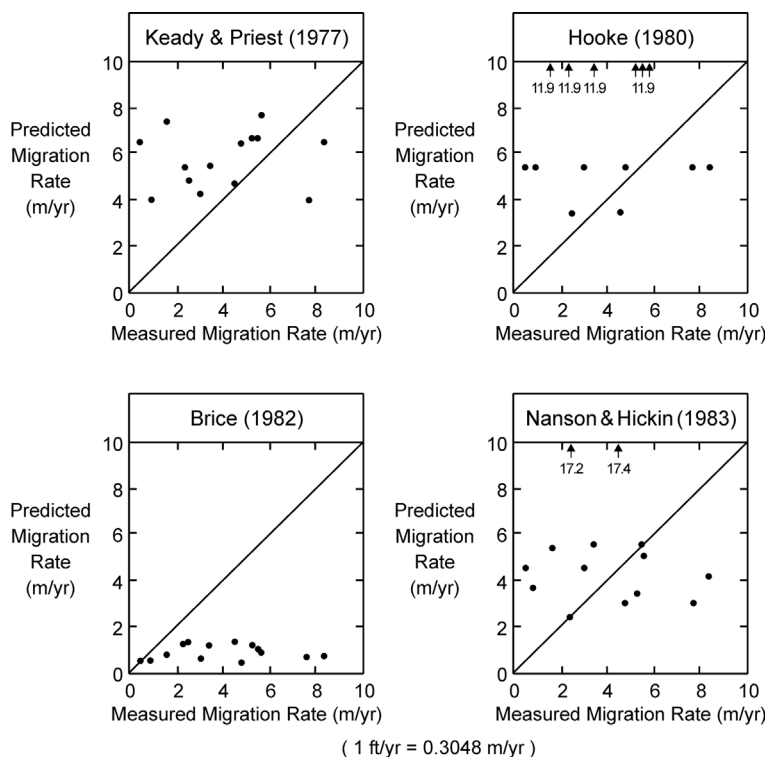 Keady & Priest (1977)
10
8
6
4
2
0
Predicted
Migration
Rate
(m/yr)
0 2 4 6 8 10
Measured Migration Rate (m/yr)
Hooke (1980)
10
8
6
4
2
0
11.9 11.9 11.9 11.9
Predicted
Migration
Rate
(m/yr)
0 2 4 6 8 10
Measured Migration Rate (m/yr)
Brice (1982)
10
8
6
4
2
0
Predicted
Migration
Rate
(m/yr)
0 2 4 6 8 10
Measured Migration Rate (m/yr)
Nanson & Hickin (1983)
10
8
6
4
2
0
17.2 17.4
Predicted
Migration
Rate
(m/yr)
0 2 4 6 8 10
Measured Migration Rate (m/yr)
( 1 ft/yr = 0.3048 m/yr )